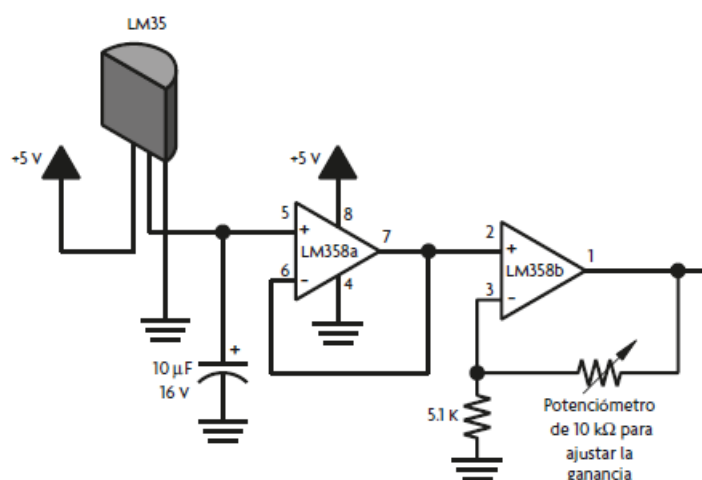 LM35
+5 V
+5 V
5
+
8
7
LM358a
6
–
4
2
+
1
LM358b
3
–
+
10 µF
16 V
5.1 K
Potenciómetro
de 10 kΩ para
ajustar la
ganancia